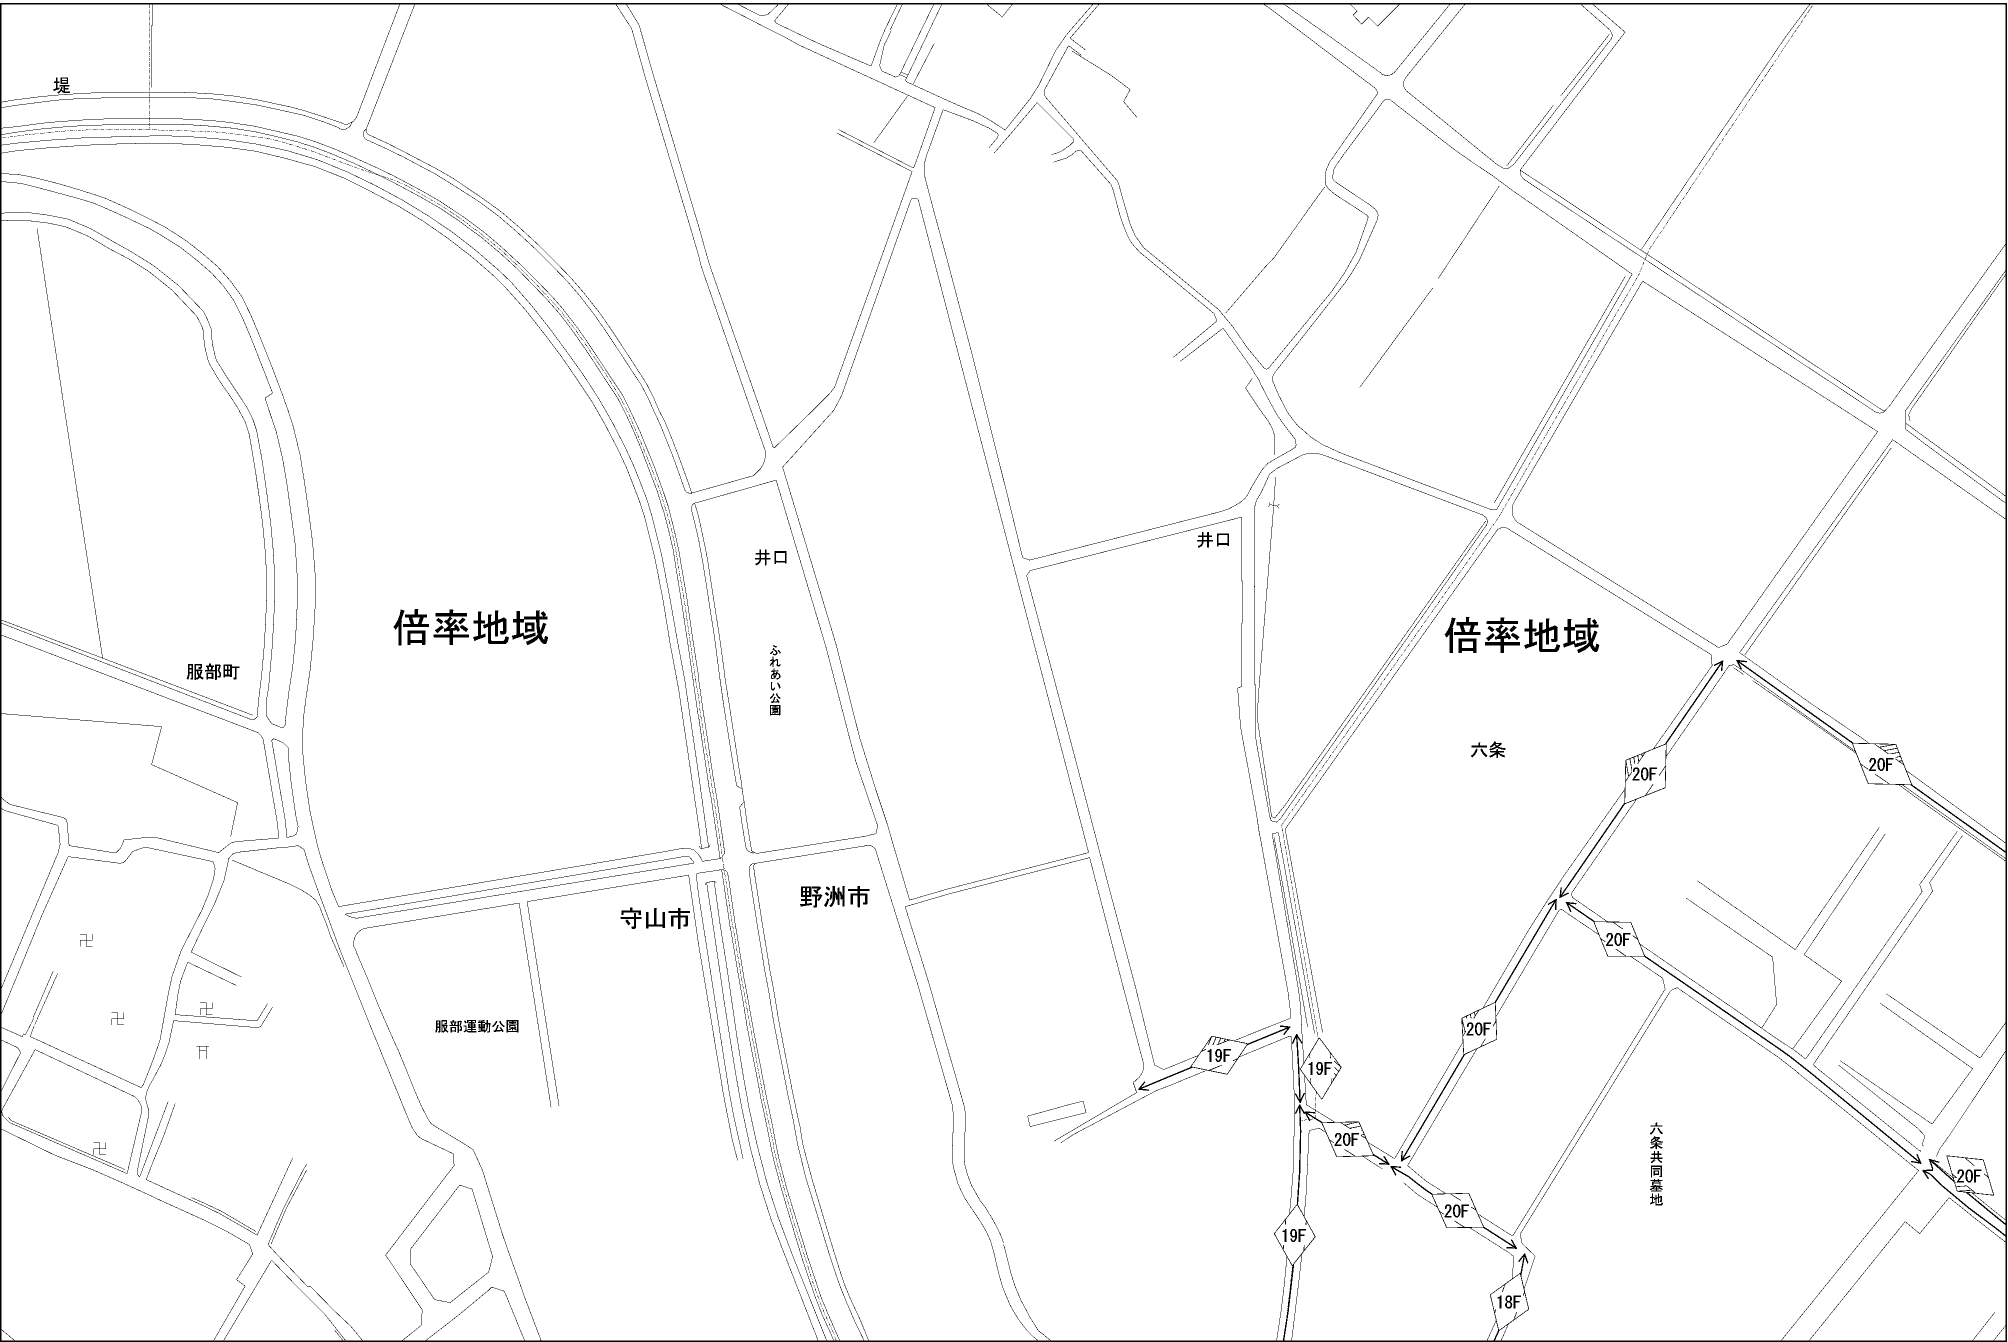 堤
井口
井口
倍率地域
倍率地域
ふれあい公園
服部町
六条
20F
20F
野洲市
守山市
20F
服部運動公園
20F
19F
19F
20F
六条共同墓地
20F
20F
19F
18F